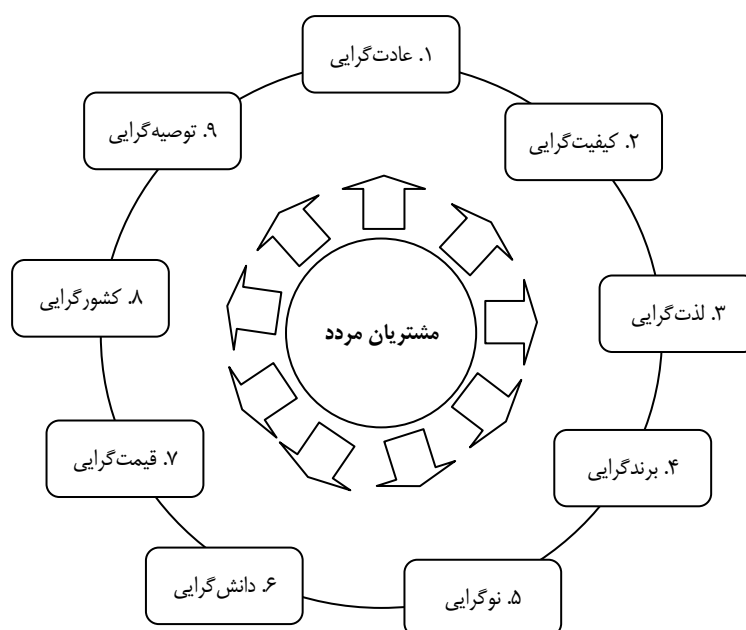 ۱. عادت‌گرایی
۲. کیفیت‌گرایی
۳. لذت‌گرایی
۴. برندگرایی
۵. نوگرایی
۶. دانش‌گرایی
۷. قیمت‌گرایی
۸. کشورگرایی
۹. توصیه‌گرایی
مشتریان مردد